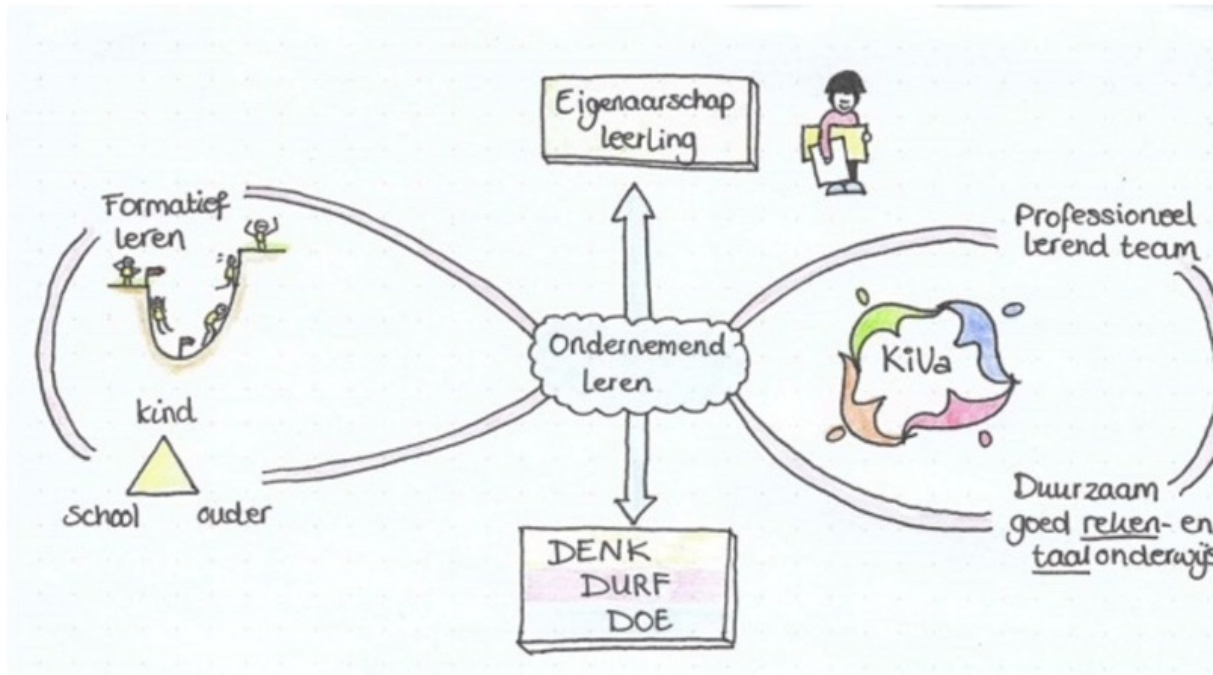 Eigenaarschap
leerling
Formatief
leren
Professioneel
lerend team
Ondernemend
leren
KiVa
kind
school ouder
Duurzaam
goed reken- en
taalonderwijs
DENK
DURF
DOE